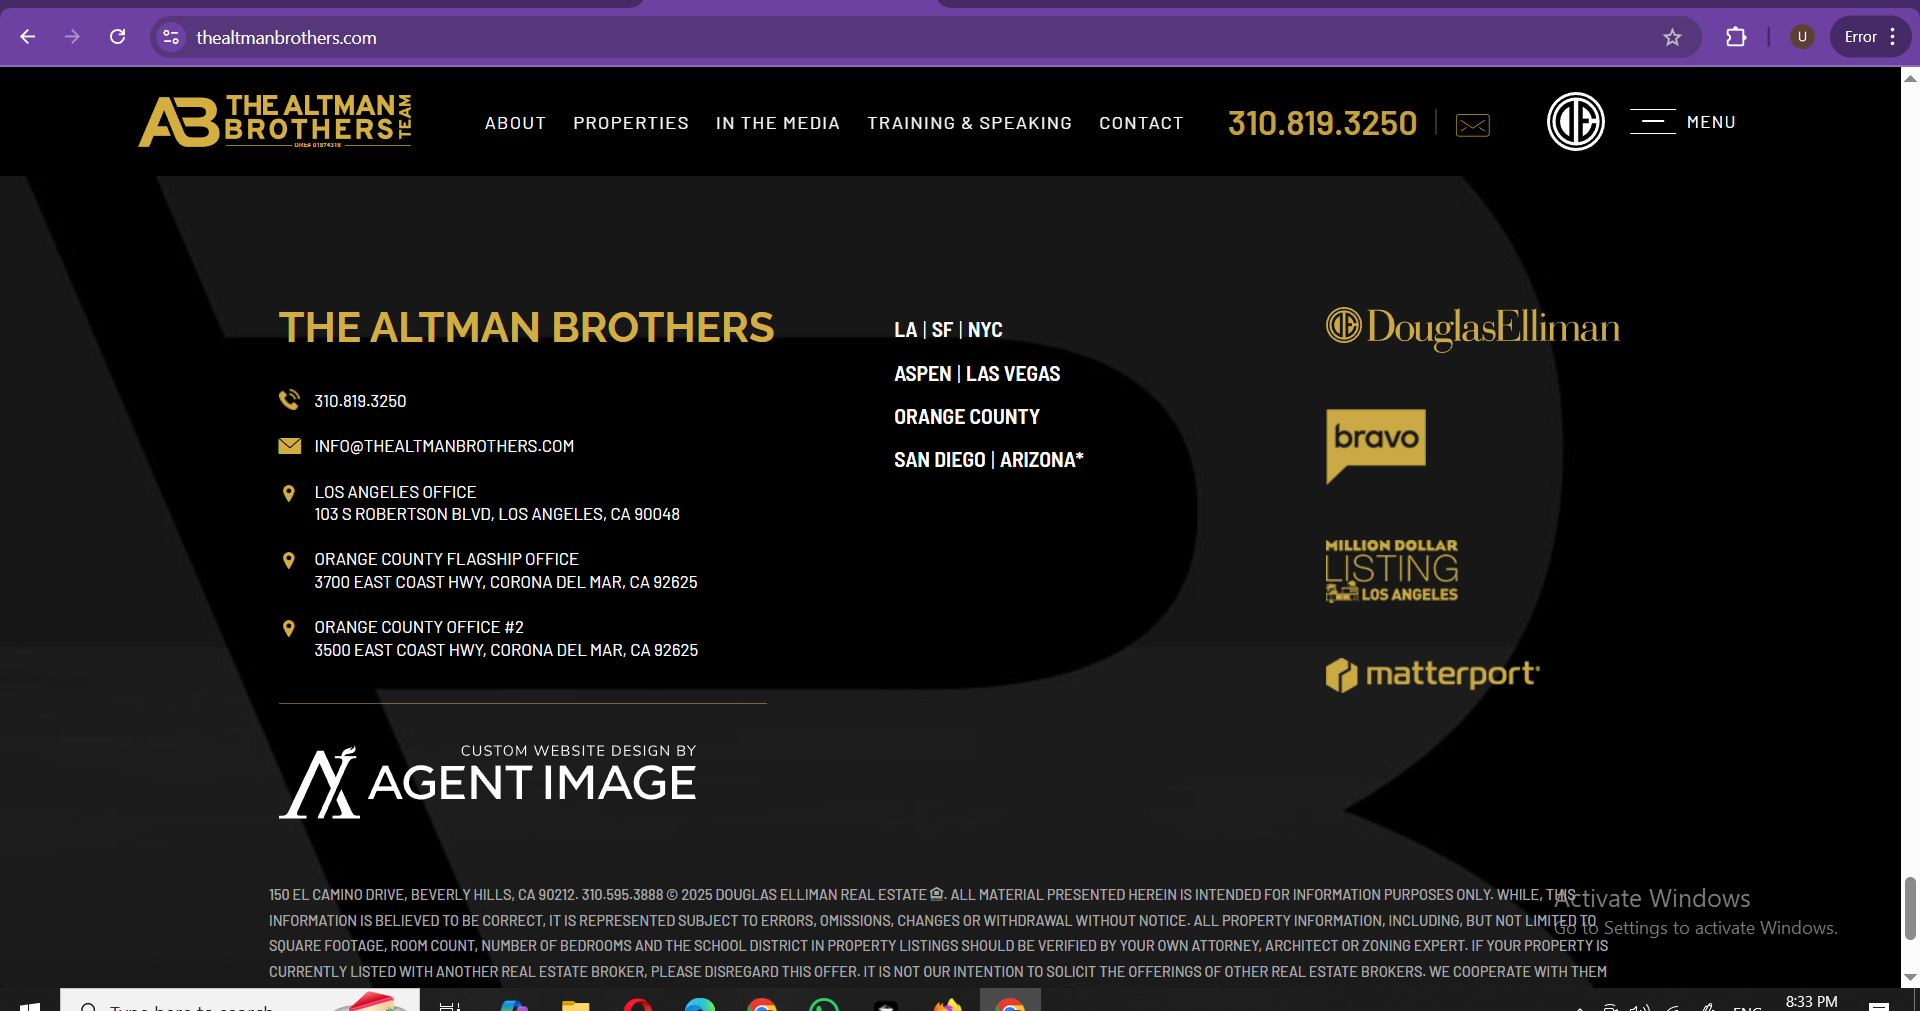 thealtmanbrothers.com
U
Error
AB THE ALTMAN BROTHERS TEAM
DRE# 01874316
ABOUT
PROPERTIES
IN THE MEDIA
TRAINING & SPEAKING
CONTACT
310.819.3250
DE
MENU
THE ALTMAN BROTHERS
310.819.3250
INFO@THEALTMANBROTHERS.COM
LOS ANGELES OFFICE
103 S ROBERTSON BLVD, LOS ANGELES, CA 90048
ORANGE COUNTY FLAGSHIP OFFICE
3700 EAST COAST HWY, CORONA DEL MAR, CA 92625
ORANGE COUNTY OFFICE #2
3500 EAST COAST HWY, CORONA DEL MAR, CA 92625
CUSTOM WEBSITE DESIGN BY
AGENT IMAGE
LA | SF | NYC
ASPEN | LAS VEGAS
ORANGE COUNTY
SAN DIEGO | ARIZONA*
DE DouglasElliman
bravo
MILLION DOLLAR
LISTING
LOS ANGELES
matterport
150 EL CAMINO DRIVE, BEVERLY HILLS, CA 90212. 310.595.3888 © 2025 DOUGLAS ELLIMAN REAL ESTATE. ALL MATERIAL PRESENTED HEREIN IS INTENDED FOR INFORMATION PURPOSES ONLY. WHILE, THIS
INFORMATION IS BELIEVED TO BE CORRECT, IT IS REPRESENTED SUBJECT TO ERRORS, OMISSIONS, CHANGES OR WITHDRAWAL WITHOUT NOTICE. ALL PROPERTY INFORMATION, INCLUDING, BUT NOT LIMITED TO
SQUARE FOOTAGE, ROOM COUNT, NUMBER OF BEDROOMS AND THE SCHOOL DISTRICT IN PROPERTY LISTINGS SHOULD BE VERIFIED BY YOUR OWN ATTORNEY, ARCHITECT OR ZONING EXPERT. IF YOUR PROPERTY IS
CURRENTLY LISTED WITH ANOTHER REAL ESTATE BROKER, PLEASE DISREGARD THIS OFFER. IT IS NOT OUR INTENTION TO SOLICIT THE OFFERINGS OF OTHER REAL ESTATE BROKERS. WE COOPERATE WITH THEM
Activate Windows
Go to Settings to activate Windows.
Type here to search
ENG
8:33 PM